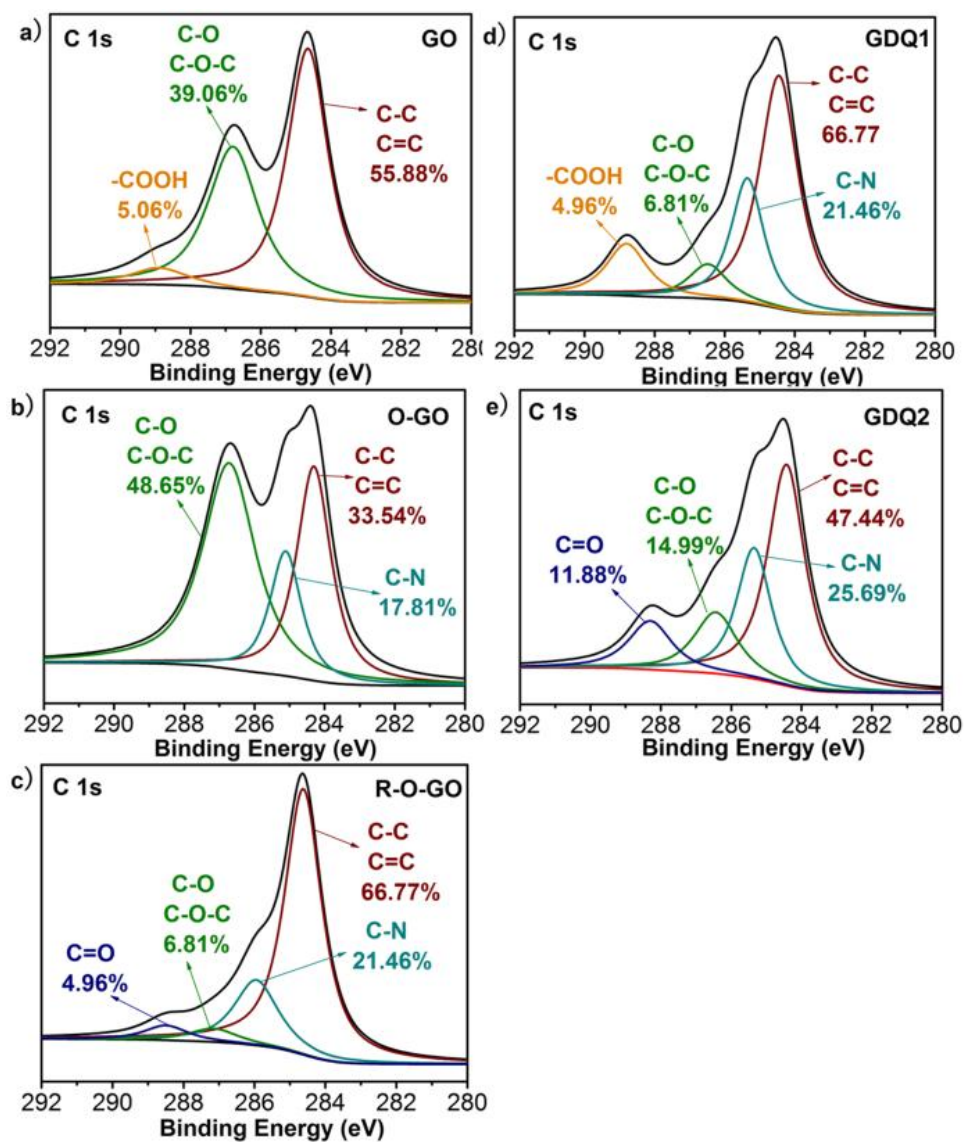 a)
C 1s
GO
C-O
C-O-C
39.06%
C-C
C=C
55.88%
-COOH
5.06%
292 290 288 286 284 282 280
Binding Energy (eV)
b)
C 1s
O-GO
C-O
C-O-C
48.65%
C-C
C=C
33.54%
C-N
17.81%
292 290 288 286 284 282 280
Binding Energy (eV)
c)
C 1s
R-O-GO
C-C
C=C
66.77%
C-O
C-O-C
6.81%
C-N
21.46%
C=O
4.96%
292 290 288 286 284 282 280
Binding Energy (eV)
d)
C 1s
GDQ1
C-C
C=C
66.77
C-O
C-O-C
6.81%
-COOH
4.96%
C-N
21.46%
292 290 288 286 284 282 280
Binding Energy (eV)
e)
C 1s
GDQ2
C-C
C=C
47.44%
C-O
C-O-C
14.99%
C=O
11.88%
C-N
25.69%
292 290 288 286 284 282 280
Binding Energy (eV)